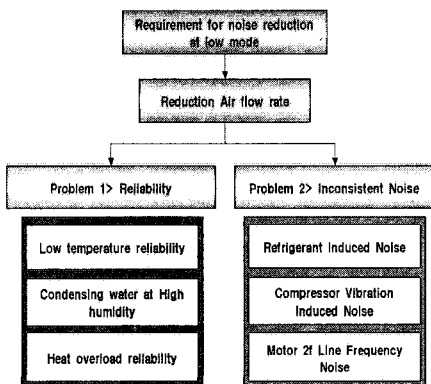 Requirement for noise reduction
at low mode
Reduction Air flow rate
Problem 1> Reliability
Problem 2> Inconsistent Noise
Low temperature reliability
Condensing water at High
humidity
Heat overload reliability
Refrigerant Induced Noise
Compressor Vibration
Induced Noise
Motor 2f Line Frequency
Noise